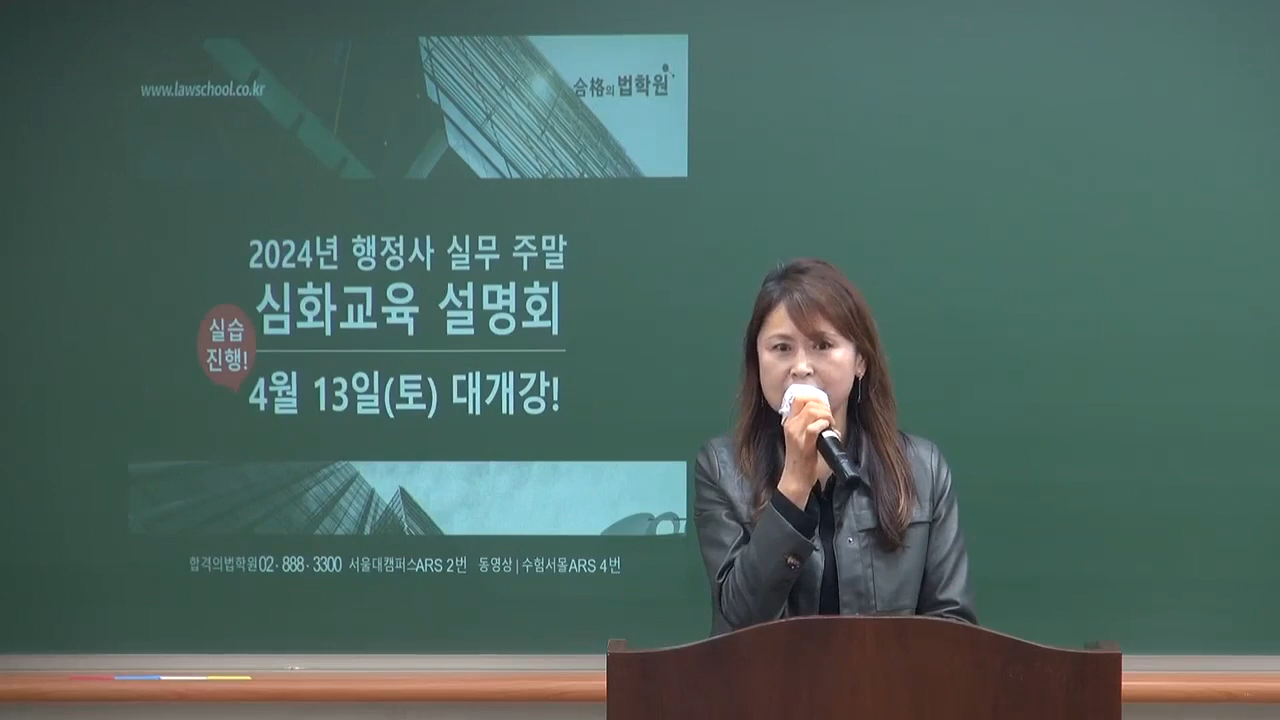 www.lawschool.co.kr
合格의 법학원
2024년 행정사 실무 주말
심화교육 설명회
실습
진행!
4월 13일(토) 대개강!
합격의법학원 02-888-3300 서울대캠퍼스ARS 2번 동영상 | 수험서몰ARS 4번